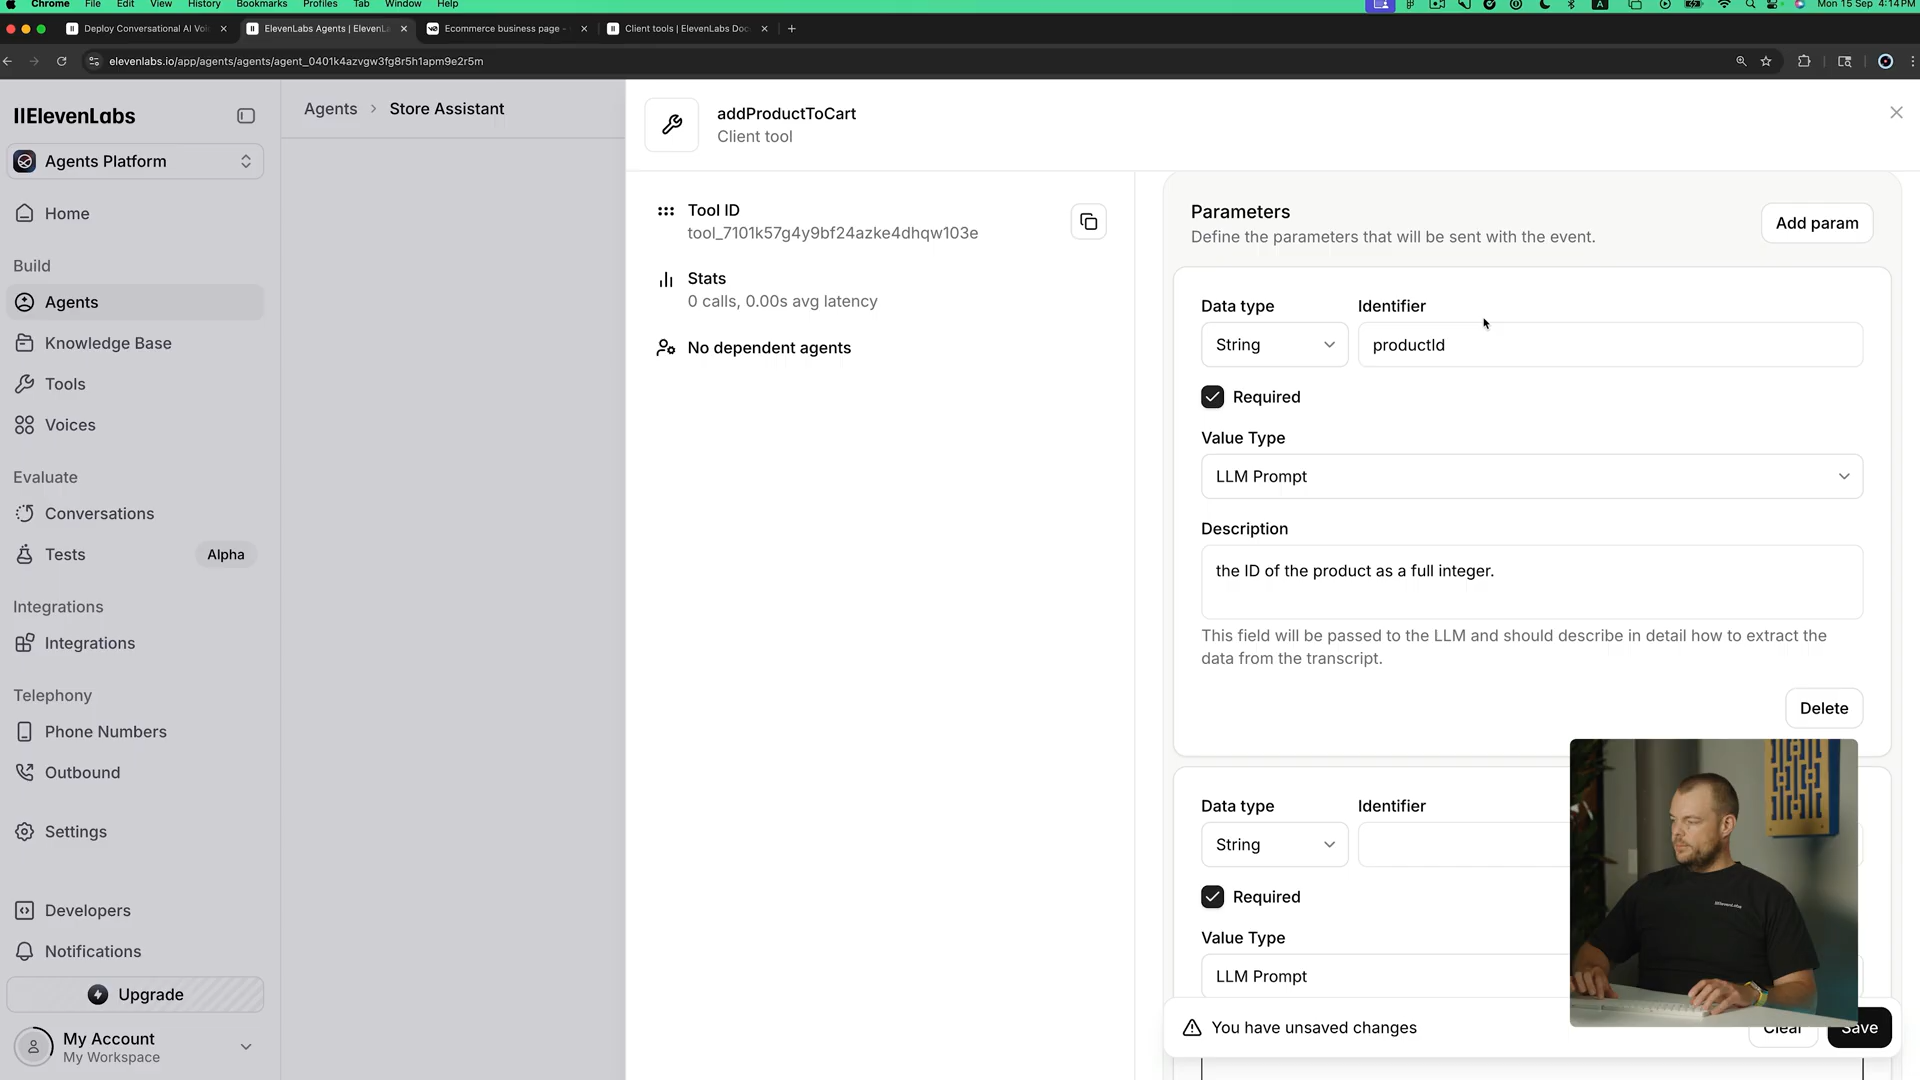 Chrome File Edit View History Bookmarks Profiles Tab Window Help
Mon 15 Sep 4:14 PM
Deploy Conversational AI Voi
ElevenLabs Agents | ElevenLa
Ecommerce business page -
Client tools | ElevenLabs Doc
elevenlabs.io/app/agents/agents/agent_0401k4azvgw3fg8r5h1apm9e2r5m
IIElevenLabs
Agents Platform
Home
Build
Agents
Knowledge Base
Tools
Voices
Evaluate
Conversations
Tests Alpha
Integrations
Integrations
Telephony
Phone Numbers
Outbound
Settings
Developers
Notifications
Upgrade
My Account
My Workspace
Agents > Store Assistant
addProductToCart
Client tool
Tool ID
tool_7101k57g4y9bf24azke4dhqw103e
Stats
0 calls, 0.00s avg latency
No dependent agents
Parameters
Define the parameters that will be sent with the event.
Add param
Data type Identifier
String productId
Required
Value Type
LLM Prompt
Description
the ID of the product as a full integer.
This field will be passed to the LLM and should describe in detail how to extract the
data from the transcript.
Delete
Data type Identifier
String
Required
Value Type
LLM Prompt
You have unsaved changes
Clear Save
IIElevenLabs